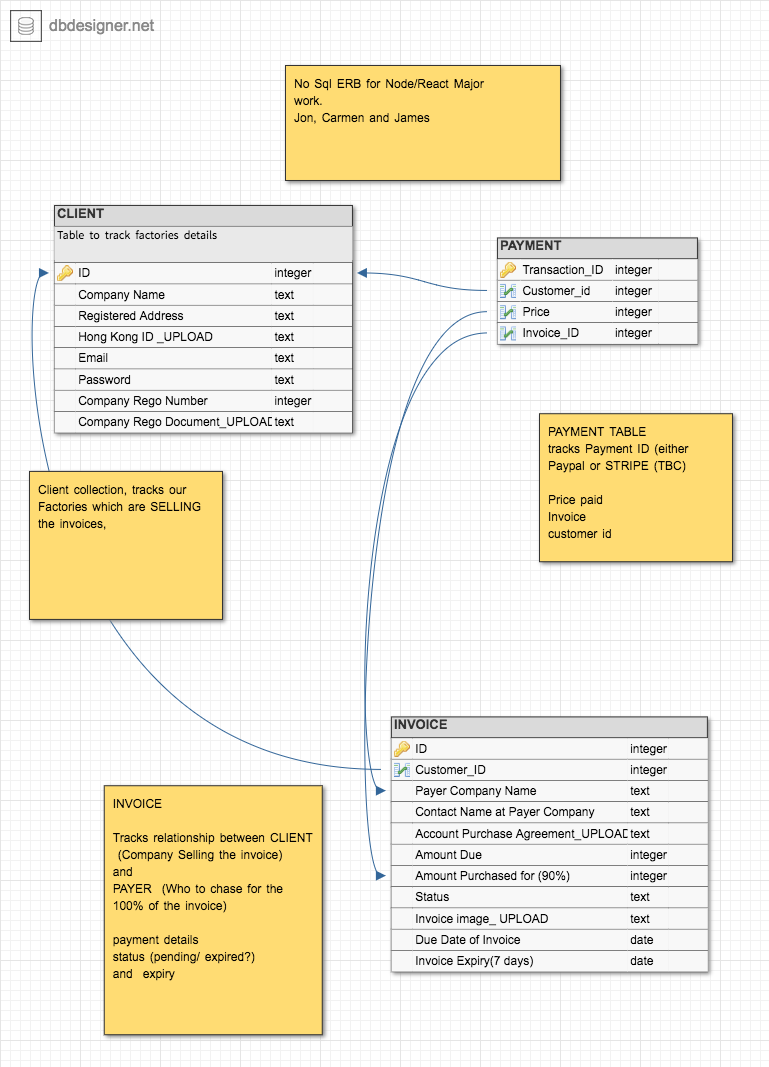 dbdesigner.net
No Sql ERB for Node/React Major
work.
Jon, Carmen and James
CLIENT
Table to track factories details
ID integer
Company Name text
Registered Address text
Hong Kong ID _UPLOAD text
Email text
Password text
Company Rego Number integer
Company Rego Document_UPLOAD text
PAYMENT
Transaction_ID integer
Customer_id integer
Price integer
Invoice_ID integer
PAYMENT TABLE
tracks Payment ID (either
Paypal or STRIPE (TBC)
Price paid
Invoice
customer id
Client collection, tracks our
Factories which are SELLING
the invoices,
INVOICE
ID integer
Customer_ID integer
Payer Company Name text
Contact Name at Payer Company text
Account Purchase Agreement_UPLOAD text
Amount Due integer
Amount Purchased for (90%) integer
Status text
Invoice image_ UPLOAD text
Due Date of Invoice date
Invoice Expiry(7 days) date
INVOICE
Tracks relationship between CLIENT
(Company Selling the invoice)
and
PAYER (Who to chase for the
100% of the invoice)
payment details
status (pending/ expired?)
and expiry